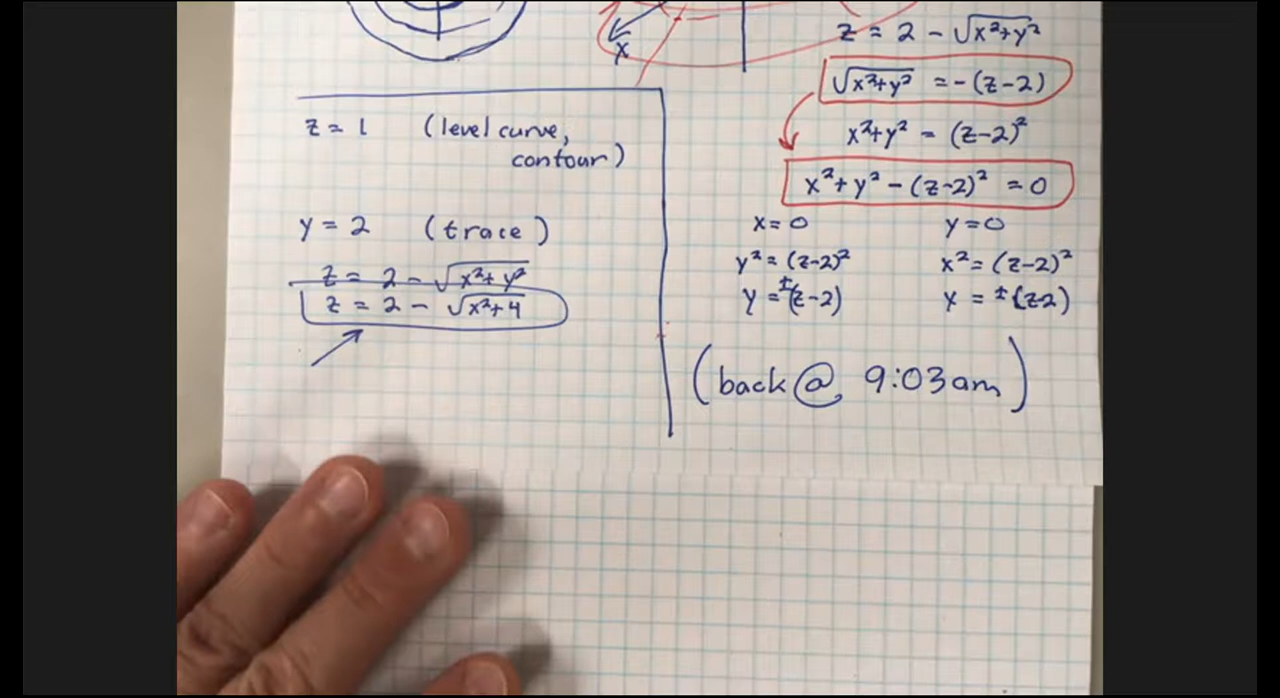 x
z = 1 (level curve,
contour)
y = 2 (trace)
z = 2 - √x²+y²
z = 2 - √x²+4
z = 2 - √x²+y²
√x²+y² = -(z-2)
x²+y² = (z-2)²
x²+y² - (z-2)² = 0
x = 0 y = 0
y² = (z-2)² x² = (z-2)²
y = ±(z-2) x = ±(z-2)
(back@ 9:03am)